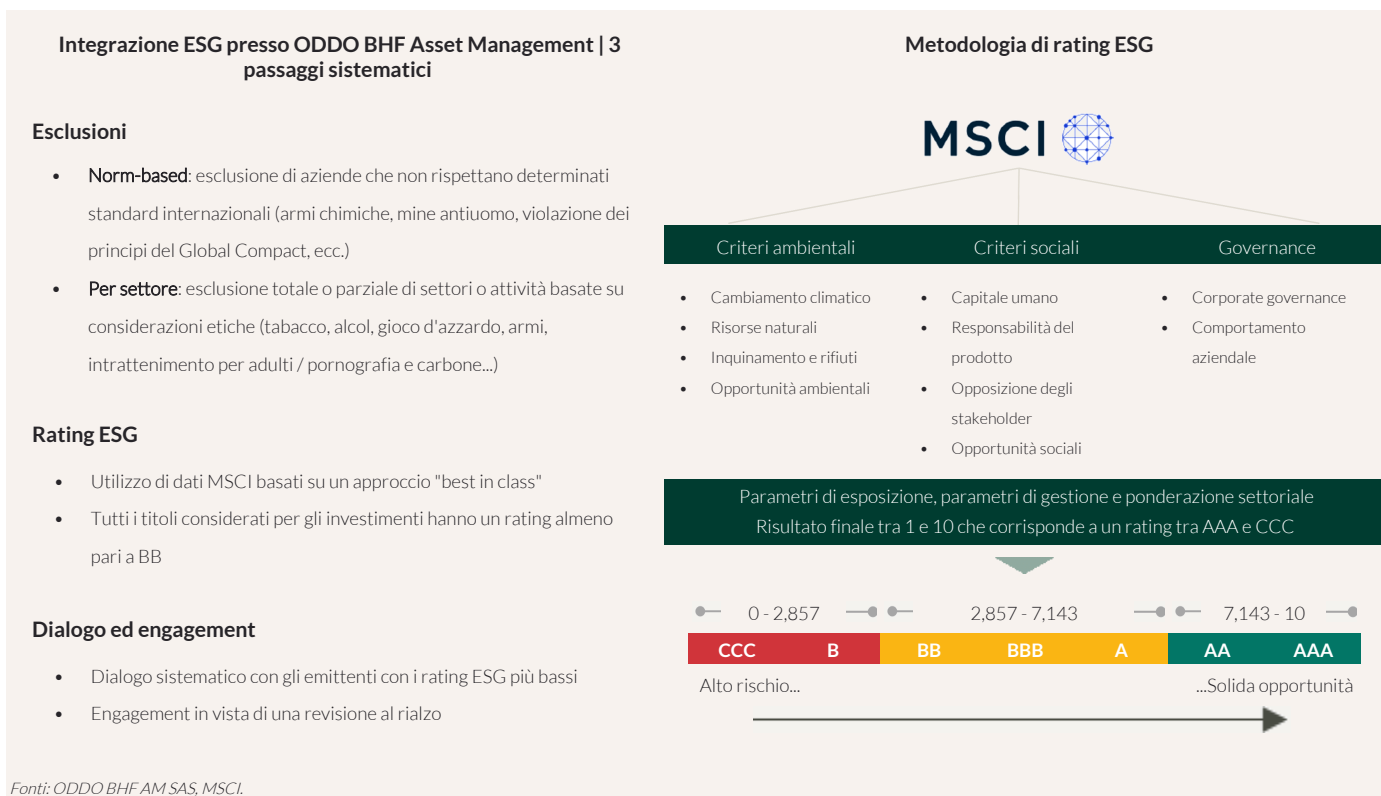 Integrazione ESG presso ODDO BHF Asset Management | 3
passaggi sistematici
Esclusioni
• Norm-based: esclusione di aziende che non rispettano determinati
standard internazionali (armi chimiche, mine antiuomo, violazione dei
principi del Global Compact, ecc.)
• Per settore: esclusione totale o parziale di settori o attività basate su
considerazioni etiche (tabacco, alcol, gioco d'azzardo, armi,
intrattenimento per adulti / pornografia e carbone...)
Rating ESG
• Utilizzo di dati MSCI basati su un approccio "best in class"
• Tutti i titoli considerati per gli investimenti hanno un rating almeno
pari a BB
Dialogo ed engagement
• Dialogo sistematico con gli emittenti con i rating ESG più bassi
• Engagement in vista di una revisione al rialzo
Metodologia di rating ESG
MSCI
Criteri ambientali
• Cambiamento climatico
• Risorse naturali
• Inquinamento e rifiuti
• Opportunità ambientali
Criteri sociali
• Capitale umano
• Responsabilità del
prodotto
• Opposizione degli
stakeholder
• Opportunità sociali
Governance
• Corporate governance
• Comportamento
aziendale
Parametri di esposizione, parametri di gestione e ponderazione settoriale
Risultato finale tra 1 e 10 che corrisponde a un rating tra AAA e CCC
0 - 2,857 2,857 - 7,143 7,143 - 10
CCC B BB BBB A AA AAA
Alto rischio... ...Solida opportunità
Fonti: ODDO BHF AM SAS, MSCI.